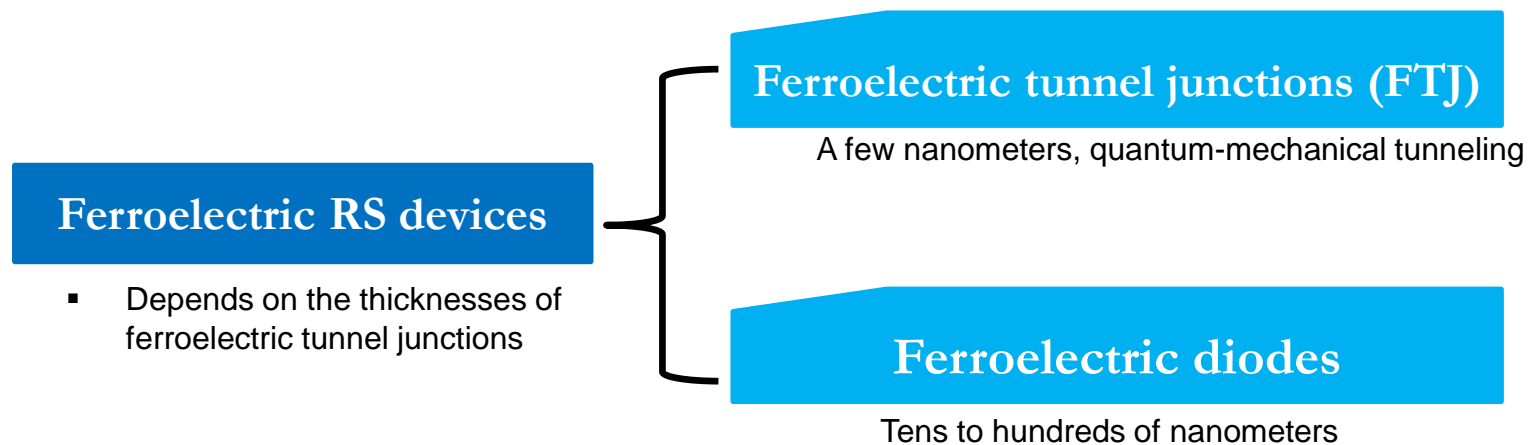 Ferroelectric RS devices
▪ Depends on the thicknesses of
ferroelectric tunnel junctions
Ferroelectric tunnel junctions (FTJ)
A few nanometers, quantum-mechanical tunneling
Ferroelectric diodes
Tens to hundreds of nanometers